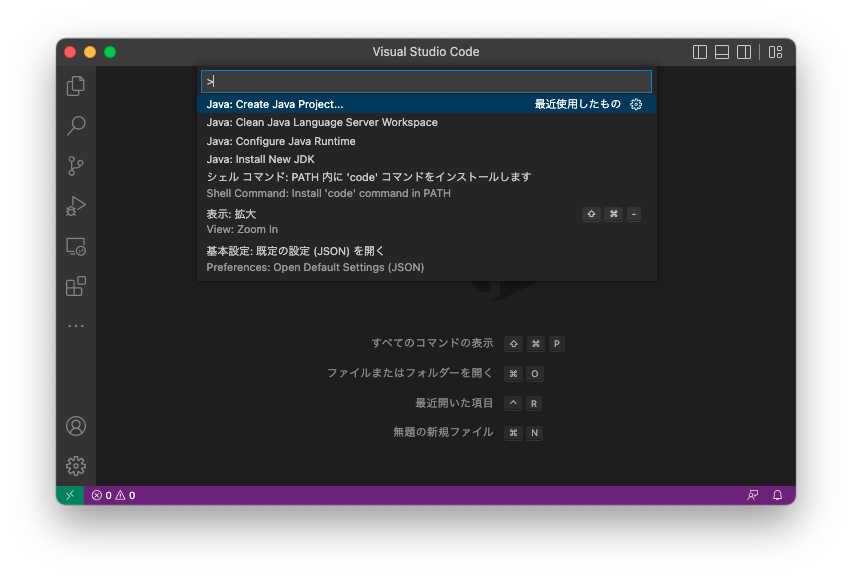 Visual Studio Code
>
Java: Create Java Project... 最近使用したもの
Java: Clean Java Language Server Workspace
Java: Configure Java Runtime
Java: Install New JDK
シェル コマンド: PATH 内に 'code' コマンドをインストールします
Shell Command: Install 'code' command in PATH
表示: 拡大 ⇧ ⌘ -
View: Zoom In
基本設定: 既定の設定 (JSON) を開く
Preferences: Open Default Settings (JSON)
すべてのコマンドの表示 ⇧ ⌘ P
ファイルまたはフォルダーを開く ⌘ O
最近開いた項目 ^ R
無題の新規ファイル ⌘ N
0 0